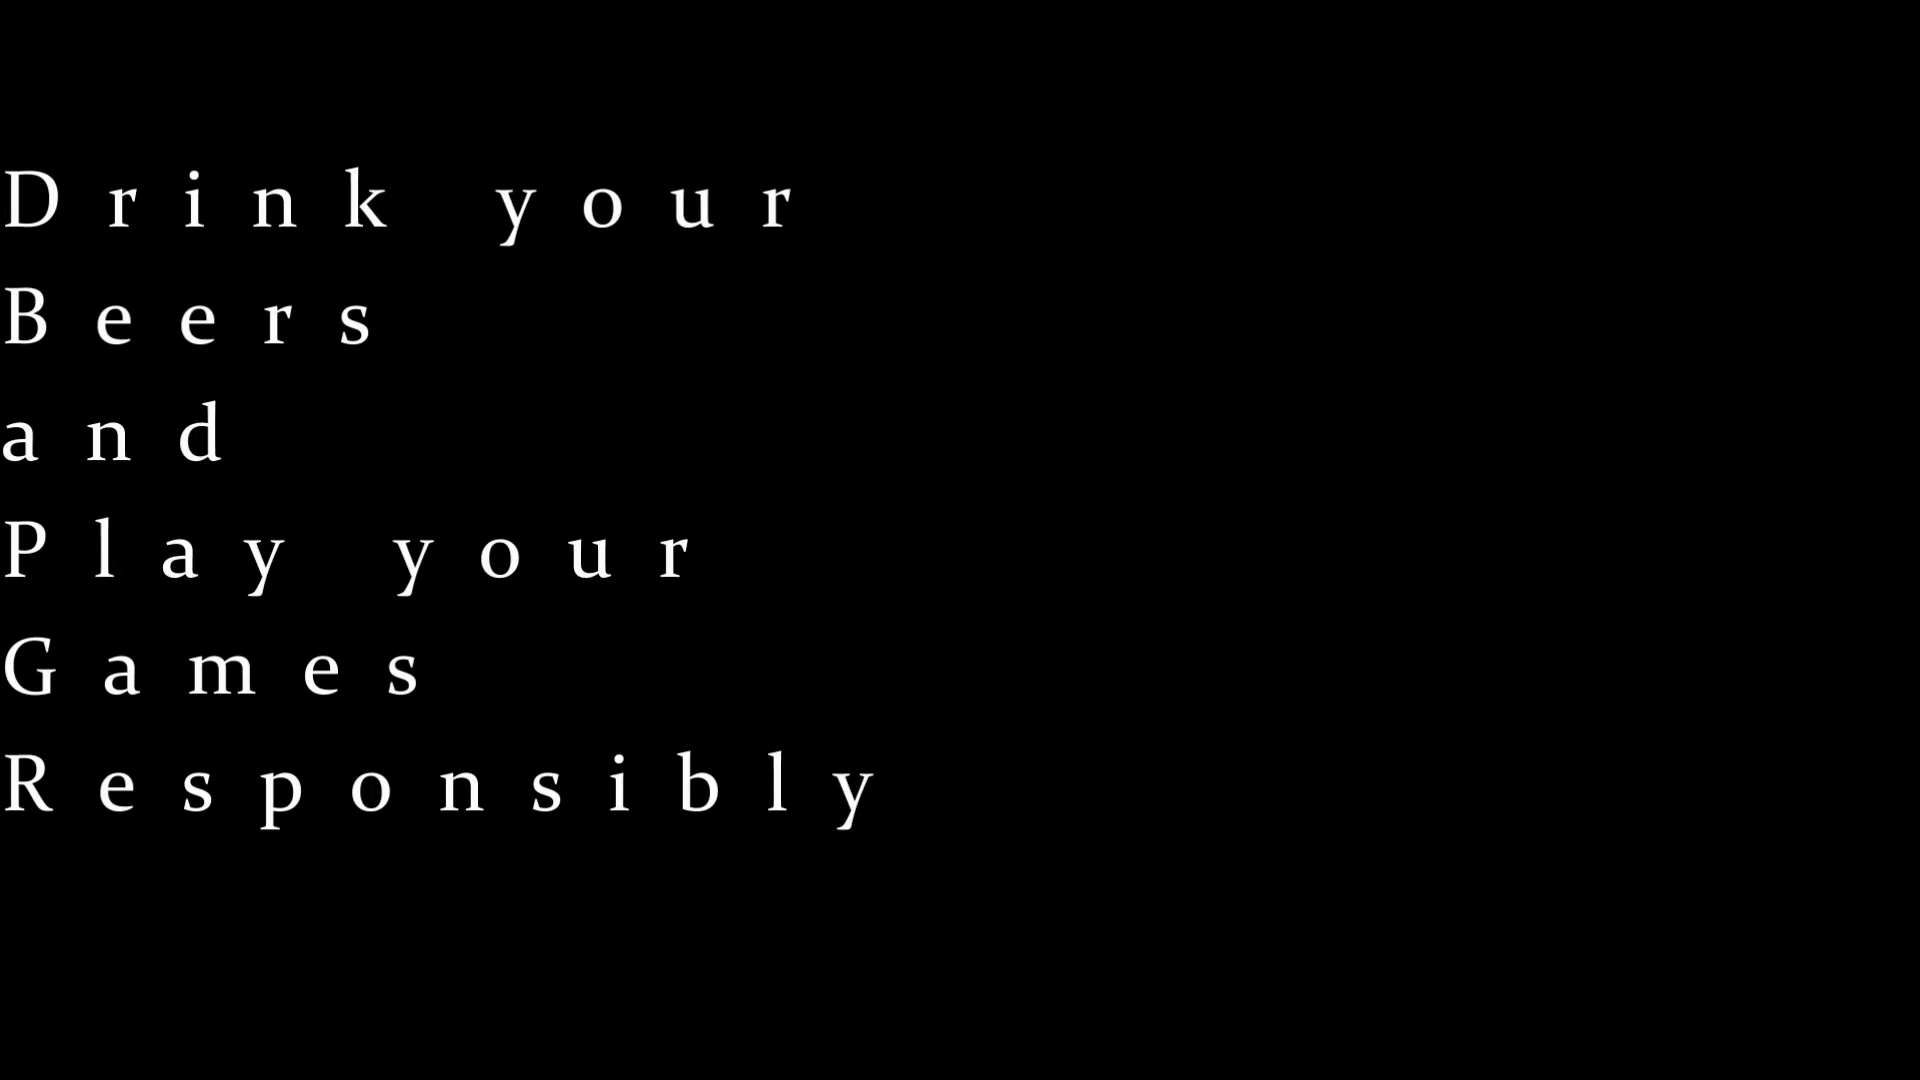 Drink your
Beers
and
Play your
Games
Responsibly